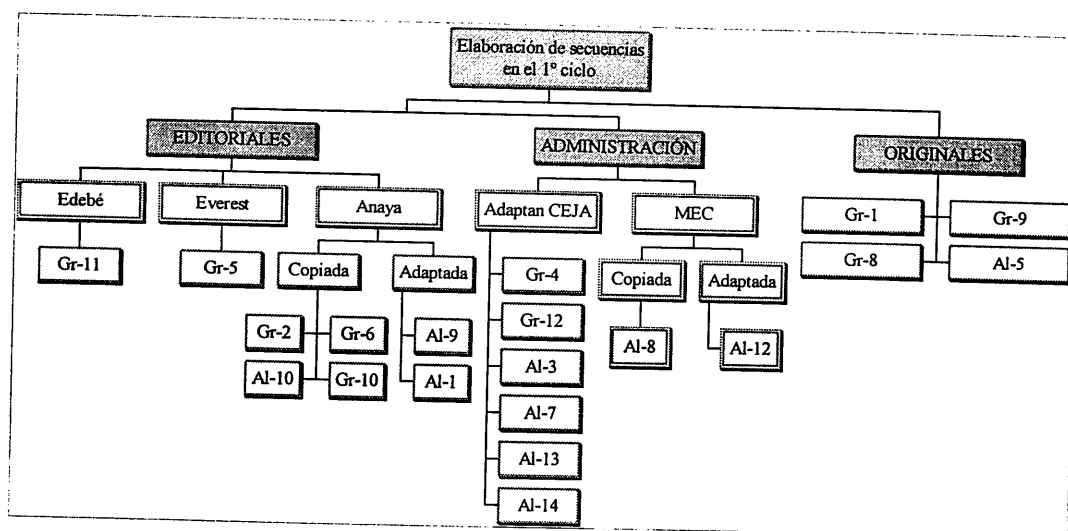 Elaboración de secuencias
en el 1º ciclo
EDITORIALES
ADMINISTRACIÓN
ORIGINALES
Edebé
Everest
Anaya
Adaptan CEJA
MEC
Gr-1
Gr-9
Gr-8
Al-5
Gr-11
Gr-5
Copiada
Adaptada
Gr-4
Copiada
Adaptada
Gr-2
Gr-6
Al-9
Gr-12
Al-8
Al-12
Al-10
Gr-10
Al-1
Al-3
Al-7
Al-13
Al-14